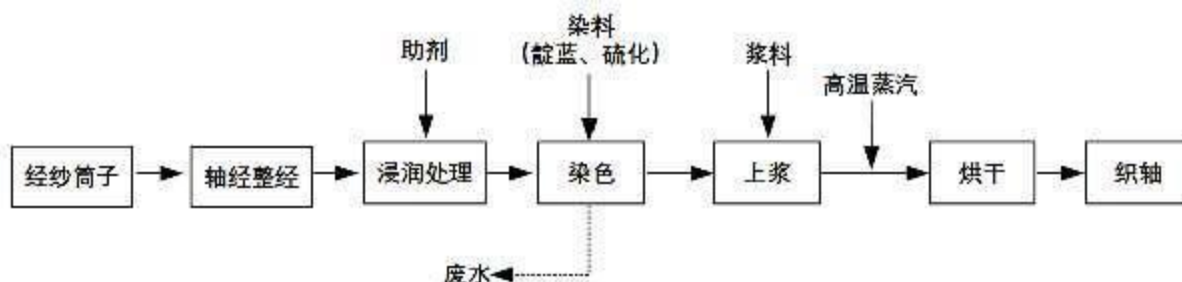 染料
助剂
(靛蓝、硫化)
浆料
高温蒸汽
经纱筒子
轴经整经
浸润处理
染色
上浆
烘干
织轴
废水